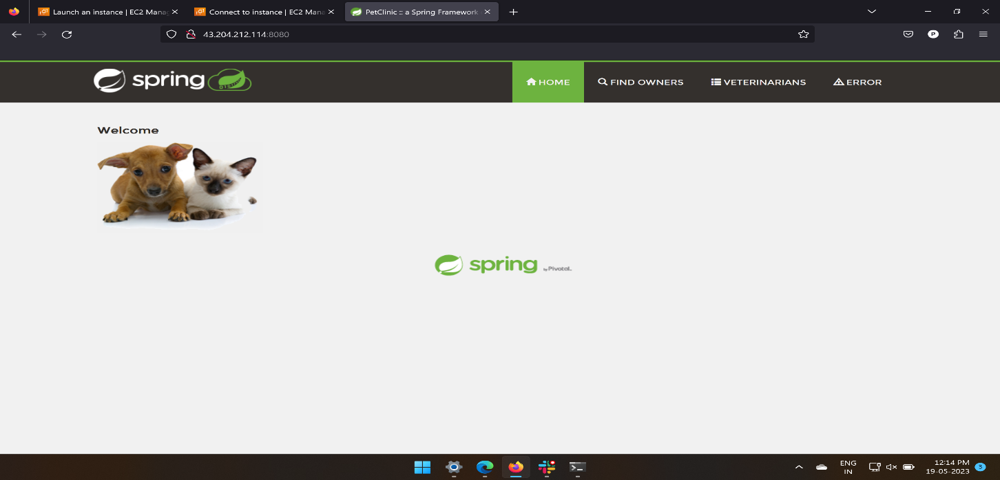 Launch an instance | EC2 Manag
Connect to instance | EC2 Mana
PetClinic :: a Spring Framework
43.204.212.114:8080
P
spring
HOME
FIND OWNERS
VETERINARIANS
ERROR
Welcome
spring by Pivotal.
ENG
IN
12:14 PM
19-05-2023
3